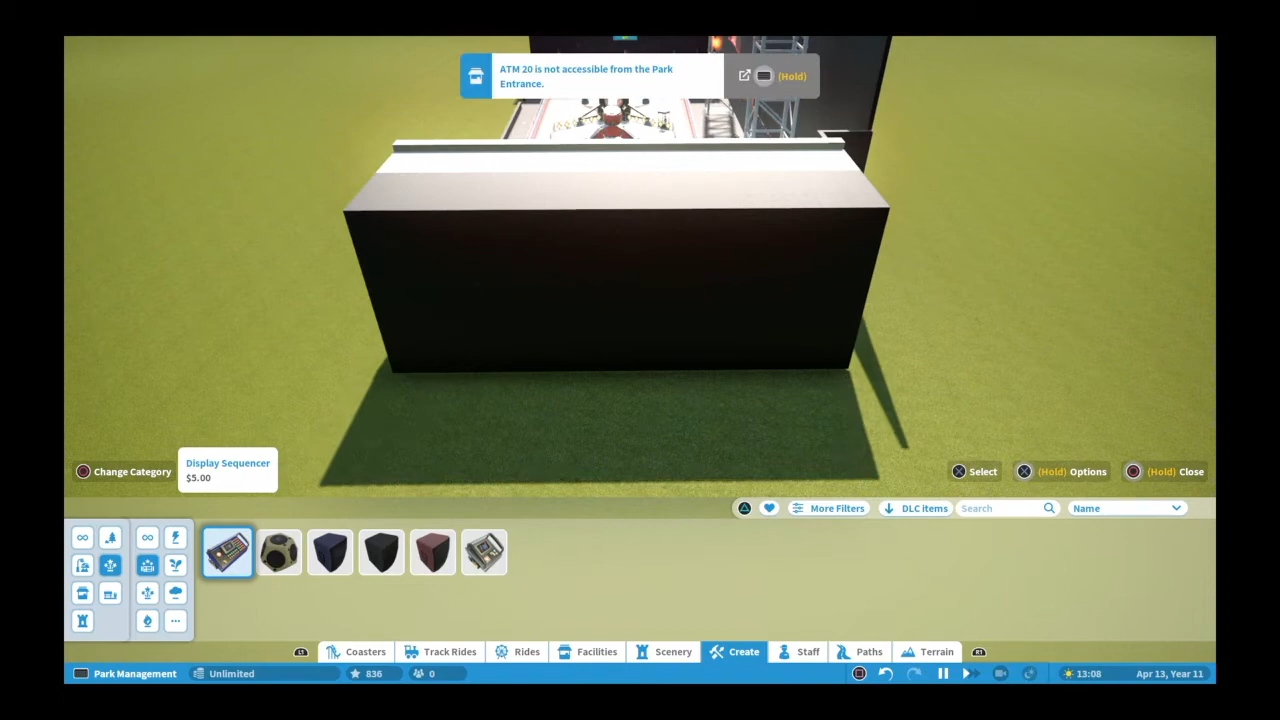 ATM 20 is not accessible from the Park
Entrance.
(Hold)
Change Category
Display Sequencer
$5.00
Select
(Hold) Options
(Hold) Close
More Filters
DLC items
Search
Name
L1
Coasters
Track Rides
Rides
Facilities
Scenery
Create
Staff
Paths
Terrain
R1
Park Management
Unlimited
836
0
13:08
Apr 13, Year 11